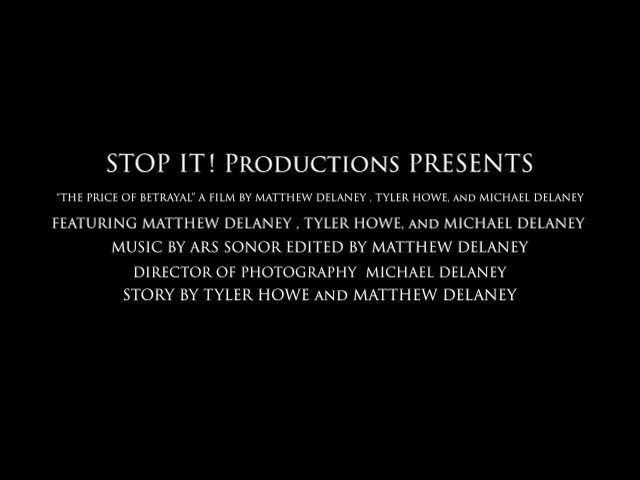 STOP IT! Productions PRESENTS
"THE PRICE OF BETRAYAL" A FILM BY MATTHEW DELANEY , TYLER HOWE, and MICHAEL DELANEY
FEATURING MATTHEW DELANEY , TYLER HOWE, and MICHAEL DELANEY
MUSIC BY ARS SONOR EDITED BY MATTHEW DELANEY
DIRECTOR OF PHOTOGRAPHY  MICHAEL DELANEY
STORY BY TYLER HOWE and MATTHEW DELANEY